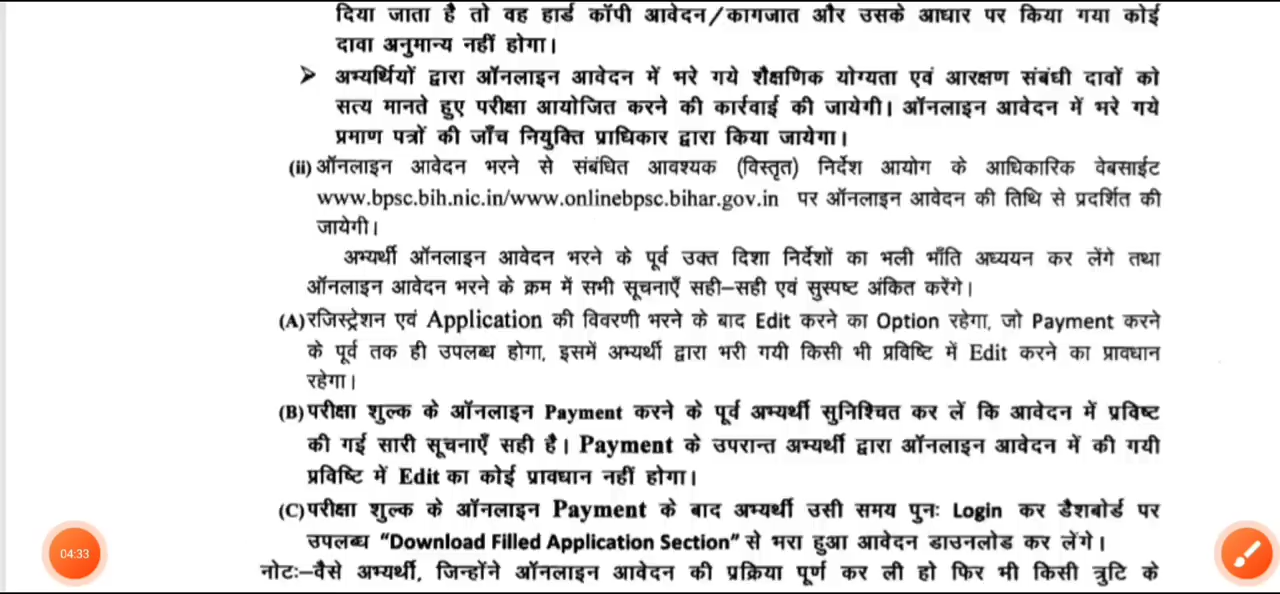 दिया जाता है तो वह हार्ड कॉपी आवेदन/कागजात और उसके आधार पर किया गया कोई
दावा अनुमान्य नहीं होगा।
➢ अभ्यर्थियों द्वारा ऑनलाइन आवेदन में भरे गये शैक्षणिक योग्यता एवं आरक्षण संबंधी दावों को
सत्य मानते हुए परीक्षा आयोजित करने की कार्रवाई की जायेगी। ऑनलाइन आवेदन में भरे गये
प्रमाण पत्रों की जाँच नियुक्ति प्राधिकार द्वारा किया जायेगा।
(ii) ऑनलाइन आवेदन भरने से संबंधित आवश्यक (विस्तृत) निर्देश आयोग के आधिकारिक वेबसाईट
www.bpsc.bih.nic.in/www.onlinebpsc.bihar.gov.in पर ऑनलाइन आवेदन की तिथि से प्रदर्शित की
जायेगी।
अभ्यर्थी ऑनलाइन आवेदन भरने के पूर्व उक्त दिशा निर्देशों का भली भाँति अध्ययन कर लेंगे तथा
ऑनलाइन आवेदन भरने के क्रम में सभी सूचनाएँ सही–सही एवं सुस्पष्ट अंकित करेंगे।
(A) रजिस्ट्रेशन एवं Application की विवरणी भरने के बाद Edit करने का Option रहेगा, जो Payment करने
के पूर्व तक ही उपलब्ध होगा, इसमें अभ्यर्थी द्वारा भरी गयी किसी भी प्रविष्टि में Edit करने का प्रावधान
रहेगा।
(B) परीक्षा शुल्क के ऑनलाइन Payment करने के पूर्व अभ्यर्थी सुनिश्चित कर लें कि आवेदन में प्रविष्ट
की गई सारी सूचनाएँ सही है। Payment के उपरान्त अभ्यर्थी द्वारा ऑनलाइन आवेदन में की गयी
प्रविष्टि में Edit का कोई प्रावधान नहीं होगा।
(C) परीक्षा शुल्क के ऑनलाइन Payment के बाद अभ्यर्थी उसी समय पुनः Login कर डैशबोर्ड पर
उपलब्ध “Download Filled Application Section” से भरा हुआ आवेदन डाउनलोड कर लेंगे।
04:33
नोटः–वैसे अभ्यर्थी, जिन्होंने ऑनलाइन आवेदन की प्रक्रिया पूर्ण कर ली हो फिर भी किसी त्रुटि के